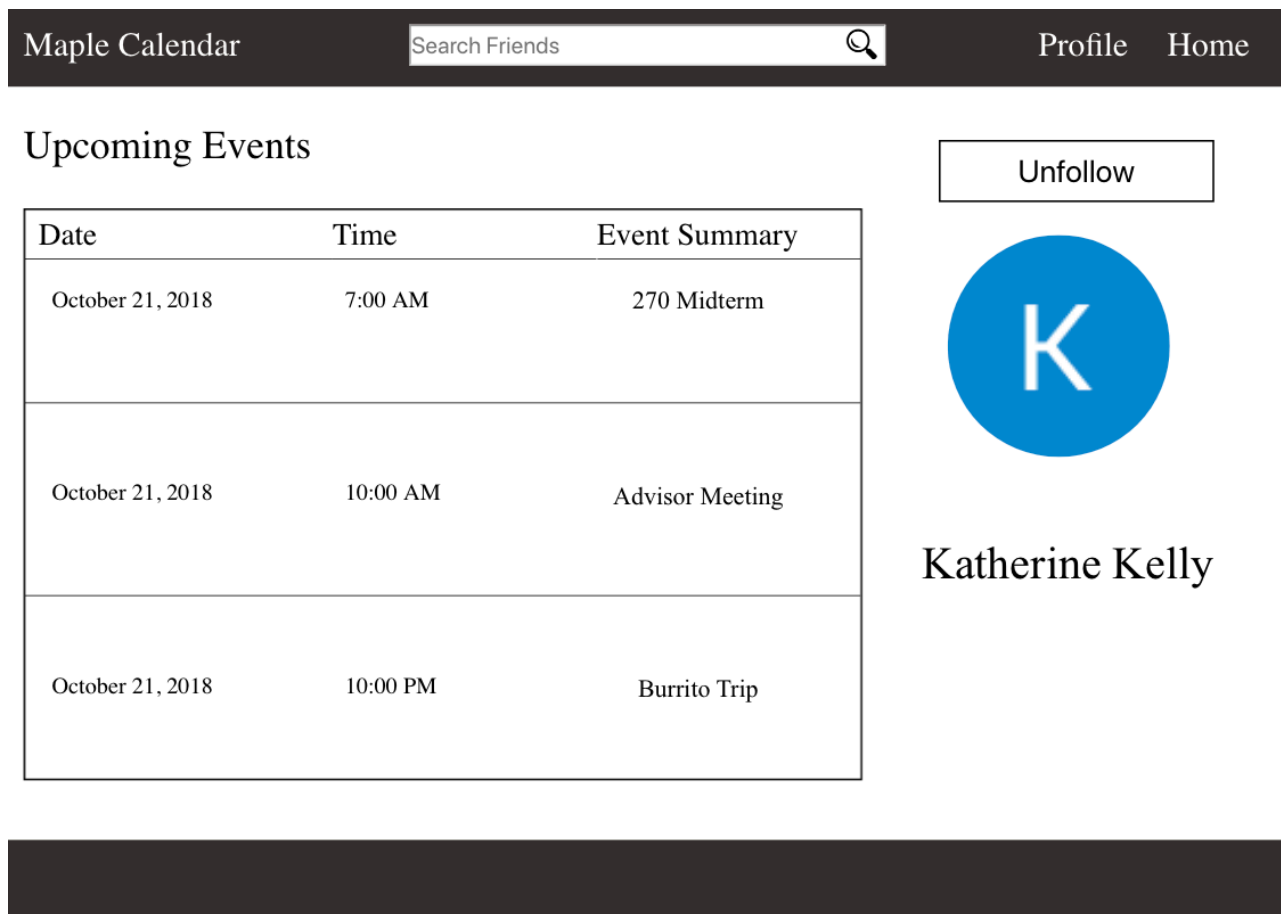 Maple Calendar Search Friends Profile Home
Upcoming Events
Unfollow
Date Time Event Summary
October 21, 2018 7:00 AM 270 Midterm
K
October 21, 2018 10:00 AM Advisor Meeting
Katherine Kelly
October 21, 2018 10:00 PM Burrito Trip